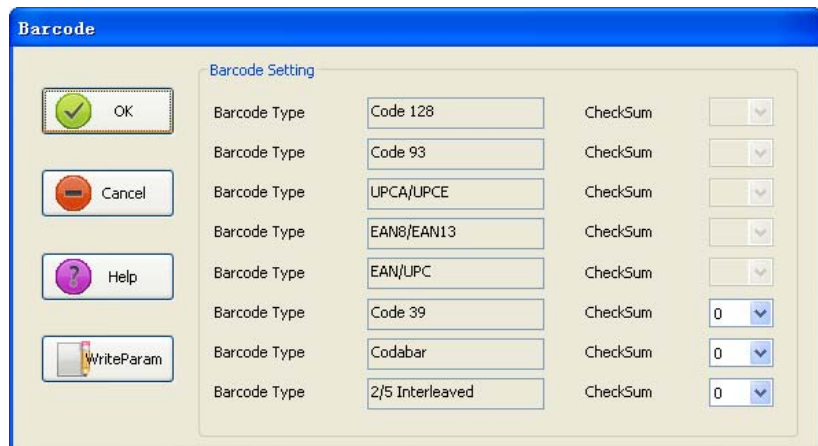 Barcode
Barcode Setting
OK
Cancel
Help
WriteParam
Barcode Type Code 128 CheckSum
Barcode Type Code 93 CheckSum
Barcode Type UPCA/UPCE CheckSum
Barcode Type EAN8/EAN13 CheckSum
Barcode Type EAN/UPC CheckSum
Barcode Type Code 39 CheckSum 0
Barcode Type Codabar CheckSum 0
Barcode Type 2/5 Interleaved CheckSum 0